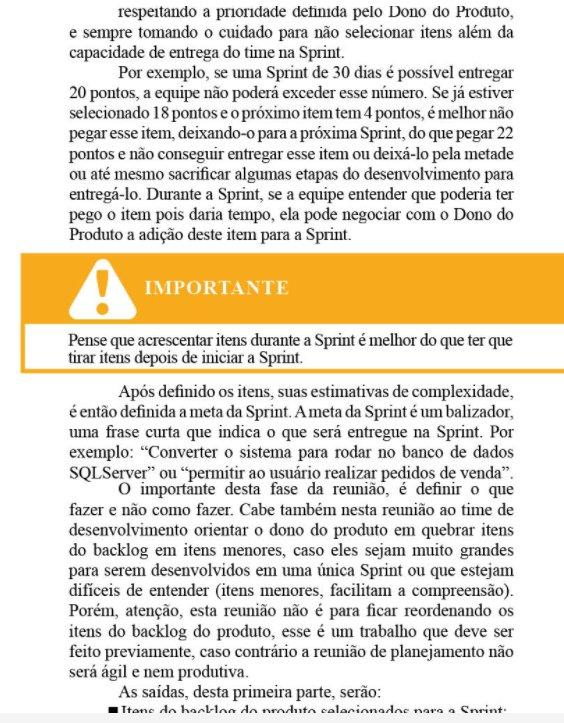 respeitando a prioridade definida pelo Dono do Produto,
e sempre tomando o cuidado para não selecionar itens além da
capacidade de entrega do time na Sprint.
Por exemplo, se uma Sprint de 30 dias é possível entregar
20 pontos, a equipe não poderá exceder esse número. Se já estiver
selecionado 18 pontos e o próximo item tem 4 pontos, é melhor não
pegar esse item, deixando-o para a próxima Sprint, do que pegar 22
pontos e não conseguir entregar esse item ou deixá-lo pela metade
ou até mesmo sacrificar algumas etapas do desenvolvimento para
entregá-lo. Durante a Sprint, se a equipe entender que poderia ter
pego o item pois daria tempo, ela pode negociar com o Dono do
Produto a adição deste item para a Sprint.
IMPORTANTE
Pense que acrescentar itens durante a Sprint é melhor do que ter que
tirar itens depois de iniciar a Sprint.
Após definido os itens, suas estimativas de complexidade,
é então definida a meta da Sprint. A meta da Sprint é um balizador,
uma frase curta que indica o que será entregue na Sprint. Por
exemplo: “Converter o sistema para rodar no banco de dados
SQLServer” ou “permitir ao usuário realizar pedidos de venda”.
O importante desta fase da reunião, é definir o que
fazer e não como fazer. Cabe também nesta reunião ao time de
desenvolvimento orientar o dono do produto em quebrar itens
do backlog em itens menores, caso eles sejam muito grandes
para serem desenvolvidos em uma única Sprint ou que estejam
difíceis de entender (itens menores, facilitam a compreensão).
Porém, atenção, esta reunião não é para ficar reordenando os
itens do backlog do produto, esse é um trabalho que deve ser
feito previamente, caso contrário a reunião de planejamento não
será ágil e nem produtiva.
As saídas, desta primeira parte, serão:
■ Itens do backlog do produto selecionados para a Sprint;